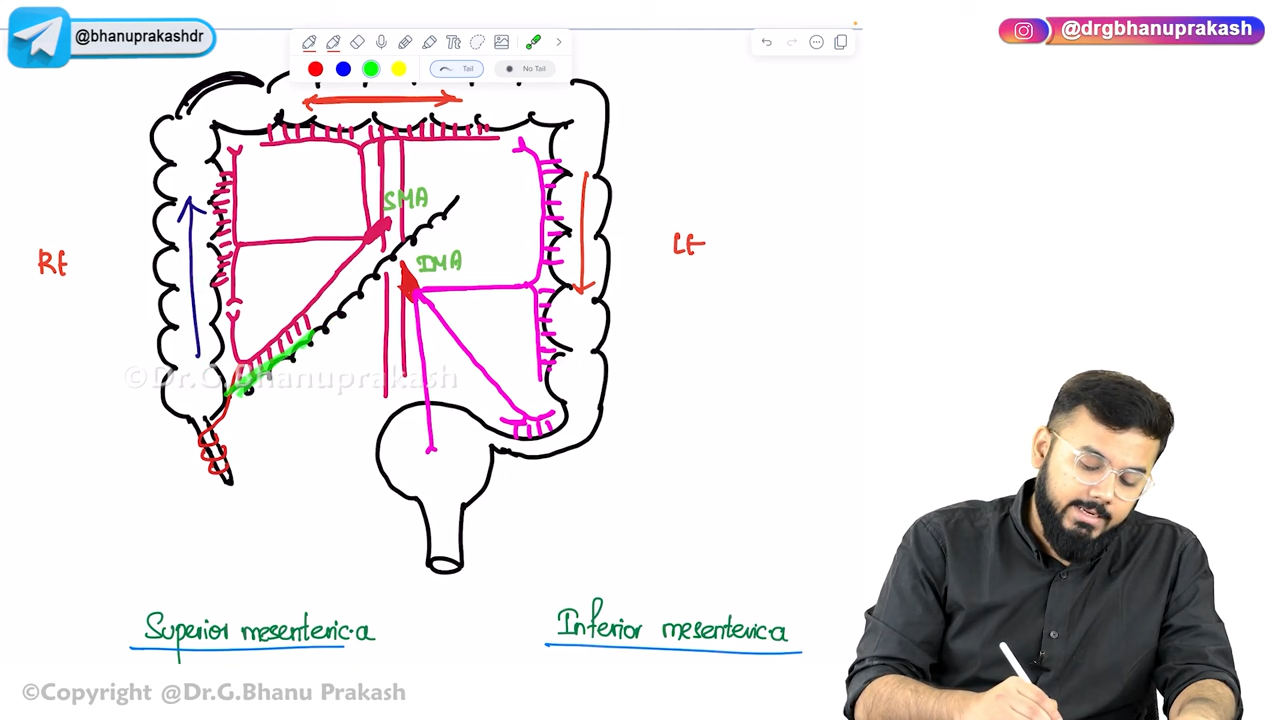 @bhanuprakashdr
@drgbhanuprakash
Tail
No Tail
SMA
IMA
Rt
Lt
©Dr.G.Bhanuprakash
Superior mesenteric.a
Inferior mesenteric.a
©Copyright @Dr.G.Bhanu Prakash